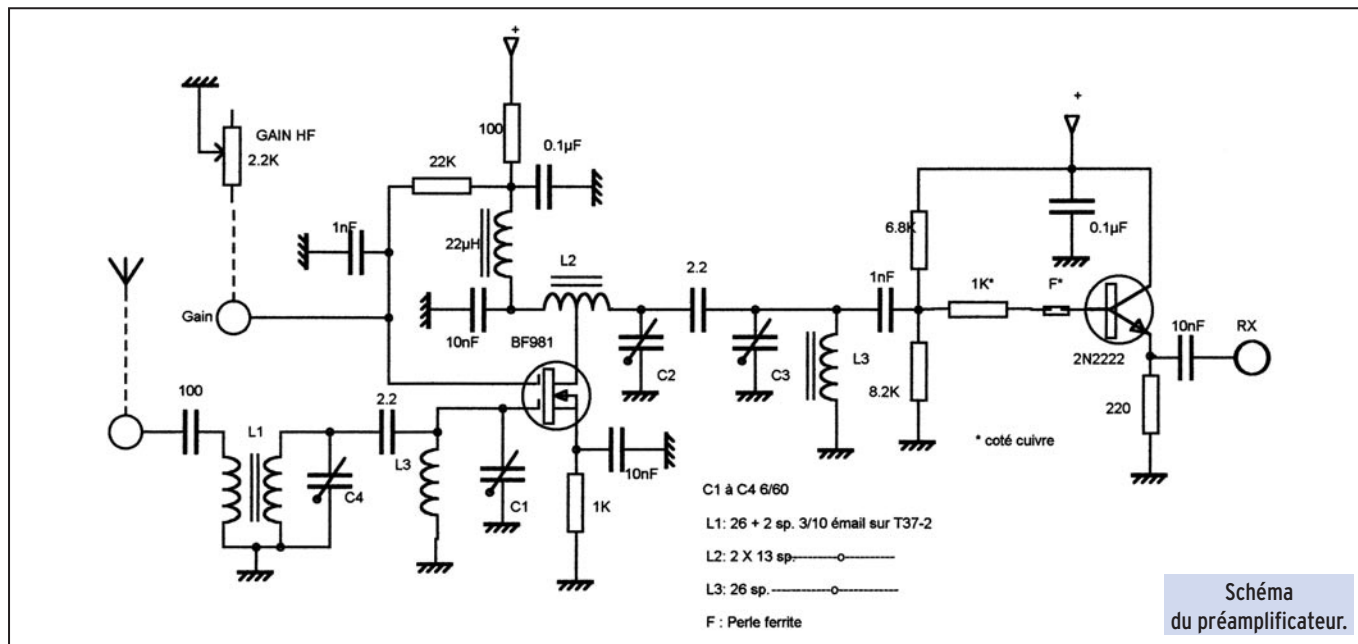 +
GAIN HF
2.2K
100
0.1µF
22K
+
1nF
22µH
L2
2.2
6.8K
0.1µF
1nF
1K*
F*
Gain
10nF
BF981
C2
C3
L3
2N2222
10nF
RX
100
2.2
8.2K
220
L1
* coté cuivre
L3
C4
C1
10nF
1K
C1 à C4 6/60
L1: 26 + 2 sp. 3/10 émail sur T37-2
L2: 2 X 13 sp.-----------o-----------
L3: 26 sp. --------------o-------------
F : Perle ferrite
Schéma
du préamplificateur.